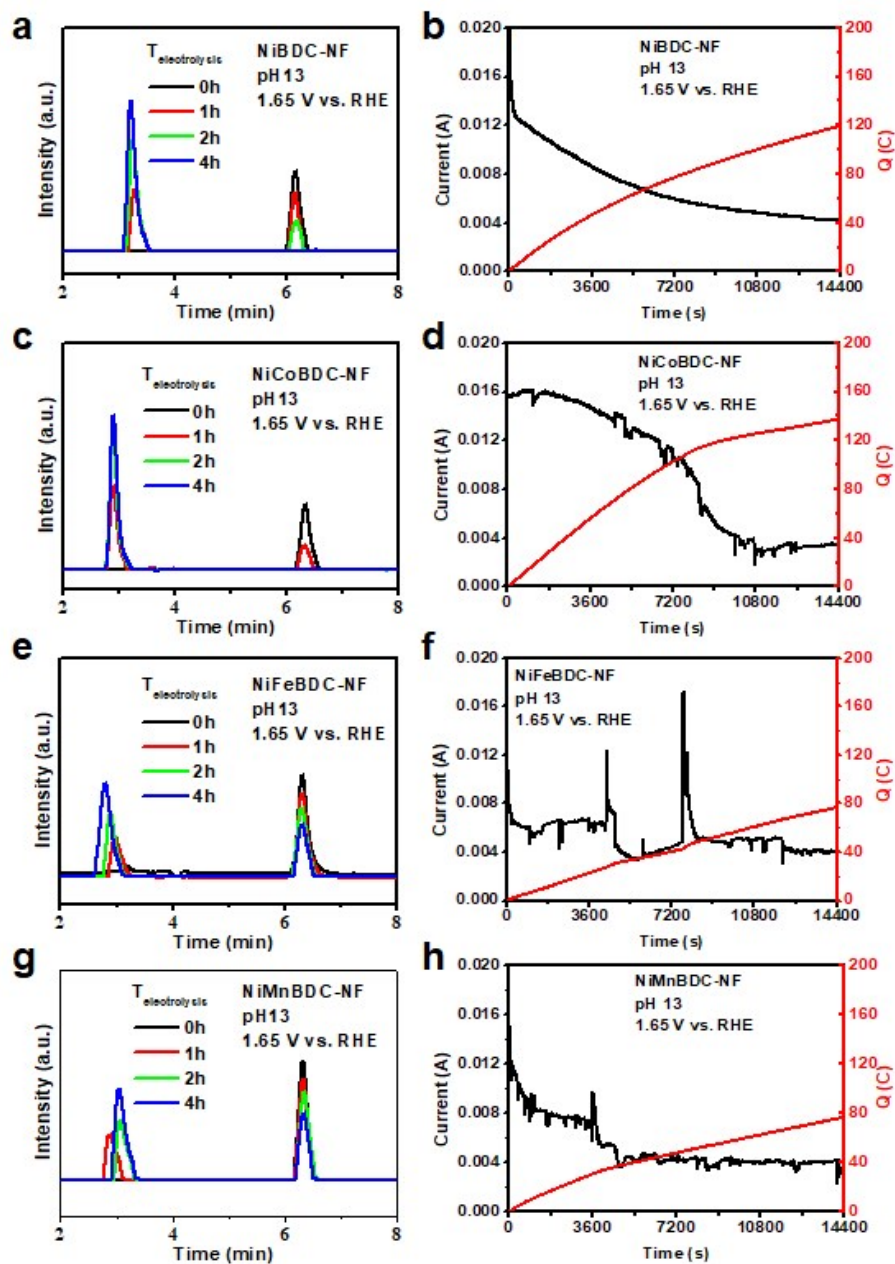 a
T electrolysis
0h
1h
2h
4h
NiBDC-NF
pH 13
1.65 V vs. RHE
Intensity (a.u.)
2
4
6
8
Time (min)
b
NiBDC-NF
pH 13
1.65 V vs. RHE
Current (A)
0.020
0.016
0.012
0.008
0.004
0.000
Q (C)
200
160
120
80
40
0
0
3600
7200
10800
14400
Time (s)
c
T electrolysis
0h
1h
2h
4h
NiCoBDC-NF
pH 13
1.65 V vs. RHE
Intensity (a.u.)
2
4
6
8
Time (min)
d
NiCoBDC-NF
pH 13
1.65 V vs. RHE
Current (A)
0.020
0.016
0.012
0.008
0.004
0.000
Q (C)
200
160
120
80
40
0
0
3600
7200
10800
14400
Time (s)
e
T electrolysis
0h
1h
2h
4h
NiFeBDC-NF
pH 13
1.65 V vs. RHE
Intensity (a.u.)
2
4
6
8
Time (min)
f
NiFeBDC-NF
pH 13
1.65 V vs. RHE
Current (A)
0.020
0.016
0.012
0.008
0.004
0.000
Q (C)
200
160
120
80
40
0
0
3600
7200
10800
14400
Time (s)
g
T electrolysis
0h
1h
2h
4h
NiMnBDC-NF
pH13
1.65 V vs. RHE
Intensity (a.u.)
2
4
6
8
Time (min)
h
NiMnBDC-NF
pH 13
1.65 V vs. RHE
Current (A)
0.020
0.016
0.012
0.008
0.004
0.000
Q (C)
200
160
120
80
40
0
0
3600
7200
10800
14400
Time (s)